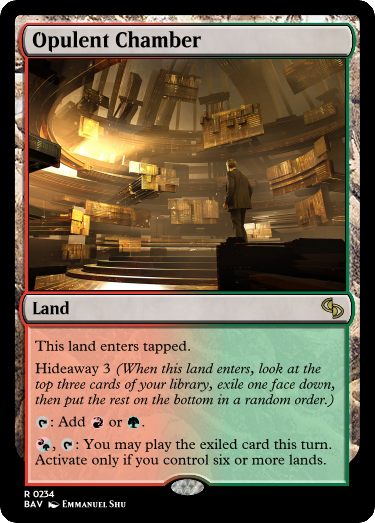 Opulent Chamber
Land
This land enters tapped.
Hideaway 3 (When this land enters, look at the
top three cards of your library, exile one face down,
then put the rest on the bottom in a random order.)
: Add or .
, : You may play the exiled card this turn.
Activate only if you control six or more lands.
R 0234
BAV Emmanuel Shu